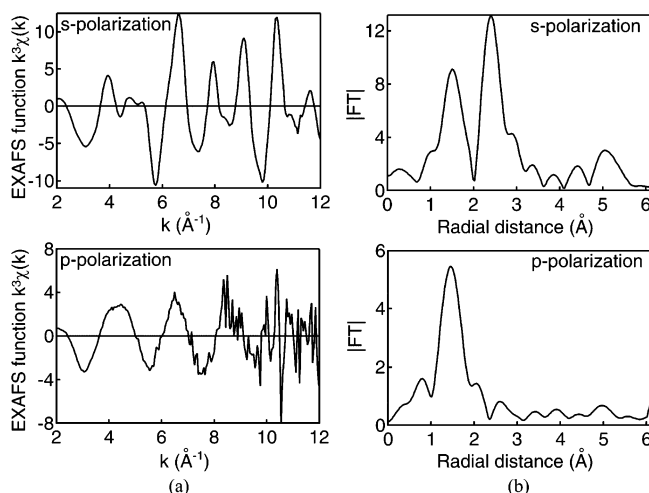 s-polarization
EXAFS function k³χ(k)
10
5
0
-5
-10
2 4 6 8 10 12
k (Å⁻¹)
s-polarization
|FT|
12
8
4
0
0 1 2 3 4 5 6
Radial distance (Å)
p-polarization
EXAFS function k³χ(k)
8
4
0
-4
-8
2 4 6 8 10 12
k (Å⁻¹)
(a)
p-polarization
|FT|
6
4
2
0
0 1 2 3 4 5 6
Radial distance (Å)
(b)